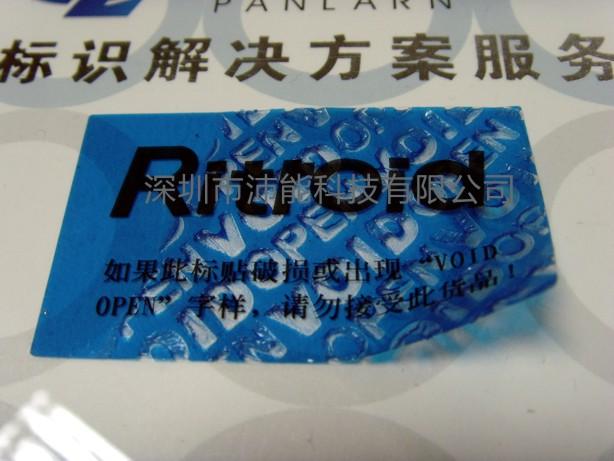 PANLARN
标识解决方案服务
Ritroid
深圳市沛能科技有限公司
如果此标贴破损或出现“VOID
OPEN”字样，请勿接受此货品！
VOID OPEN